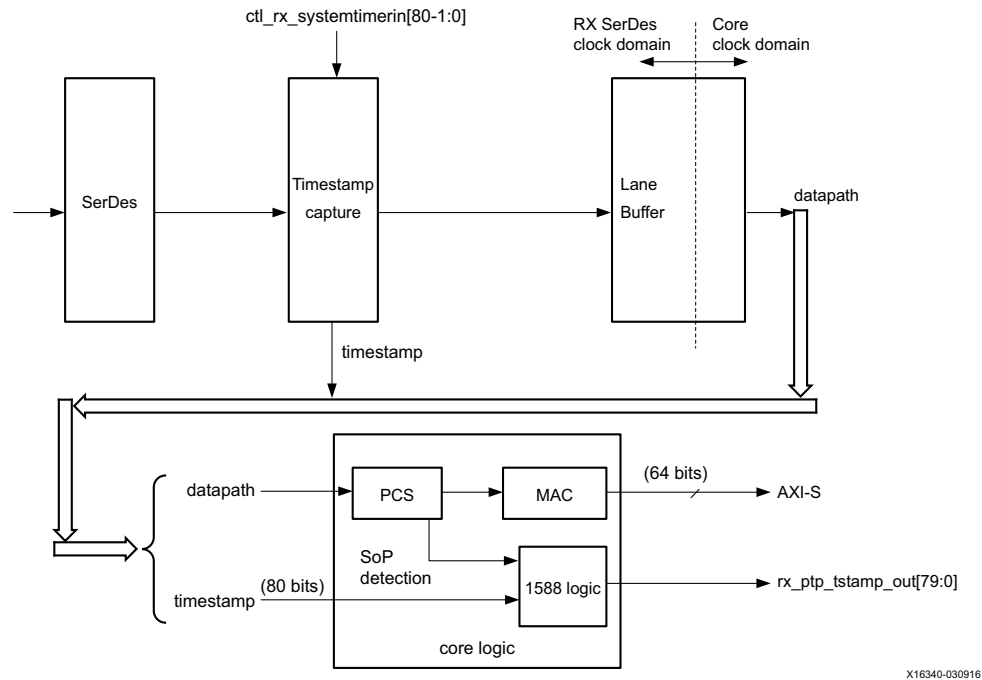 ctl_rx_systemtimerin[80-1:0]
RX SerDes
clock domain
Core
clock domain
SerDes
Timestamp
capture
Lane
Buffer
datapath
timestamp
datapath
PCS
MAC
(64 bits)
AXI-S
SoP
detection
timestamp
(80 bits)
1588 logic
rx_ptp_tstamp_out[79:0]
core logic
X16340-030916